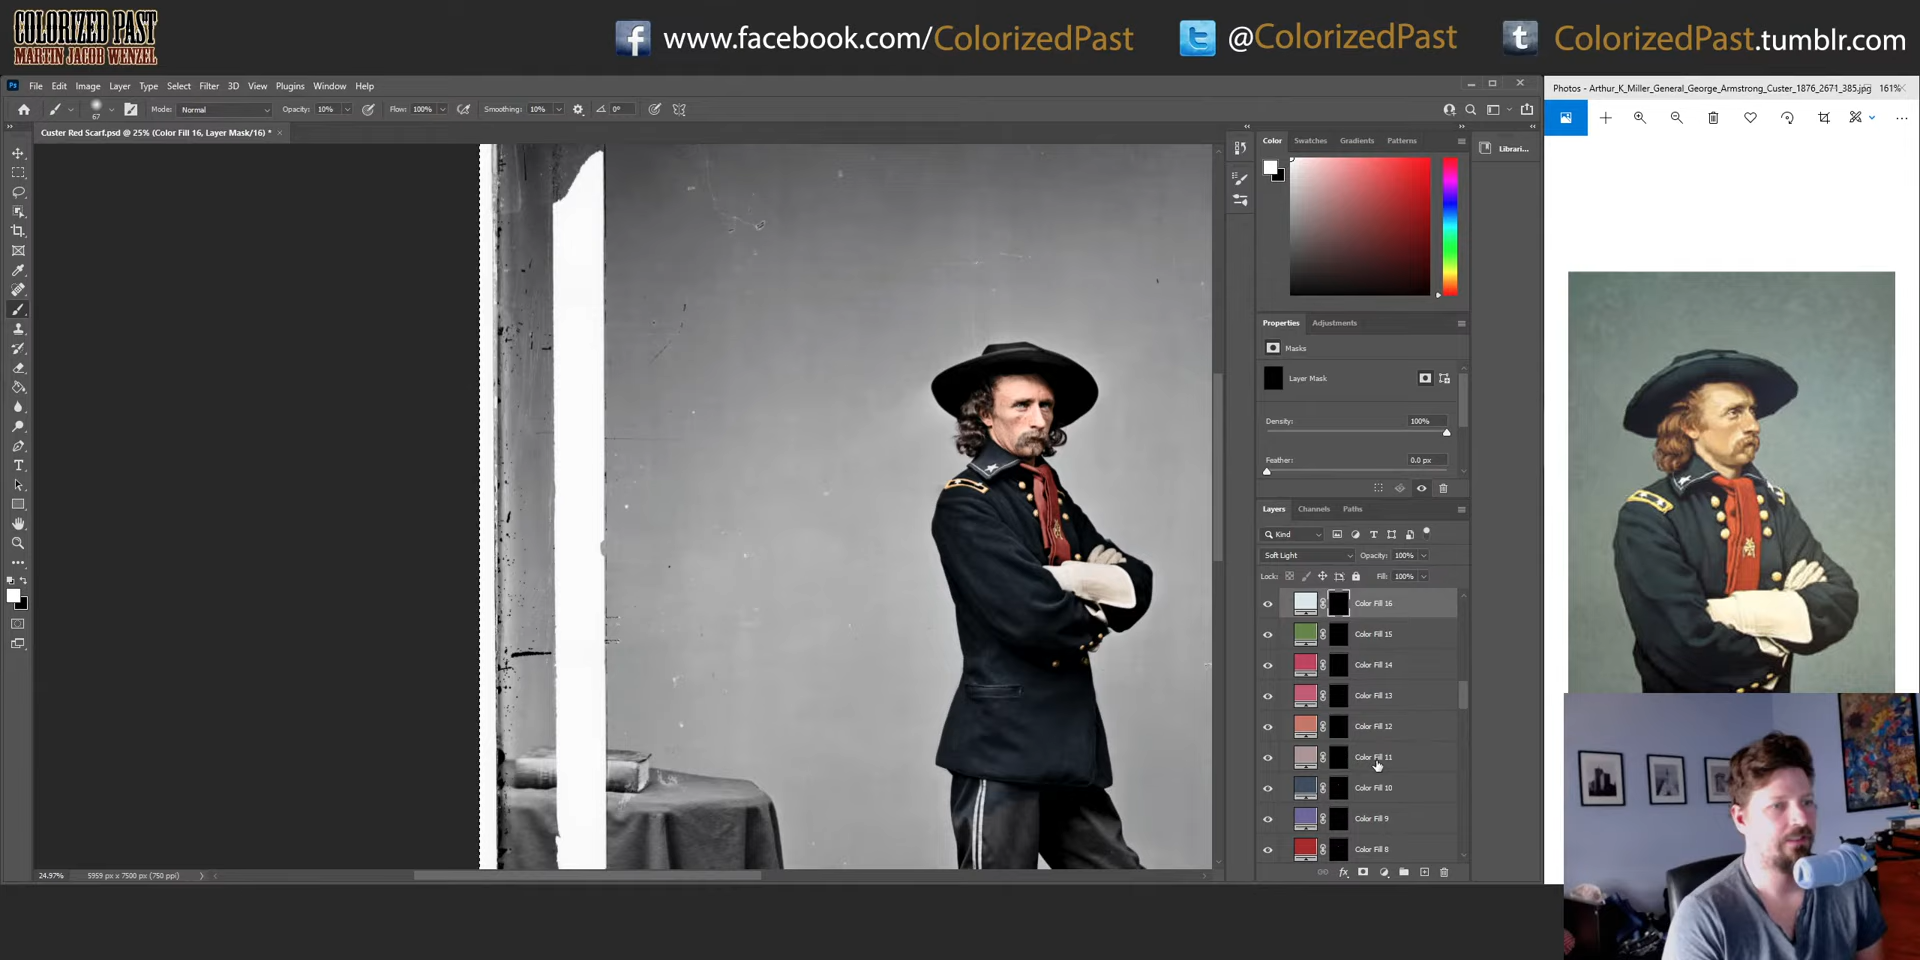 COLORIZED PAST
MARTIN JACOB WENZEL
www.facebook.com/ColorizedPast
@ColorizedPast
ColorizedPast.tumblr.com
Ps File Edit Image Layer Type Select Filter 3D View Plugins Window Help
67 Mode: Normal Opacity: 10% Flow: 100% Smoothing: 10% 0°
Custer Red Scarf.psd @ 25% (Color Fill 16, Layer Mask/16) *
Photos - Arthur_K_Miller_General_George_Armstrong_Custer_1876_2671_385.jpg 161%
Color Swatches Gradients Patterns
Librari...
Properties Adjustments
Masks
Layer Mask
Density: 100%
Feather: 0.0 px
Layers Channels Paths
Kind
Soft Light Opacity: 100%
Lock: Fill: 100%
Color Fill 16
Color Fill 15
Color Fill 14
Color Fill 13
Color Fill 12
Color Fill 11
Color Fill 10
Color Fill 9
Color Fill 8
24.97% 5959 px x 7500 px (750 ppi)